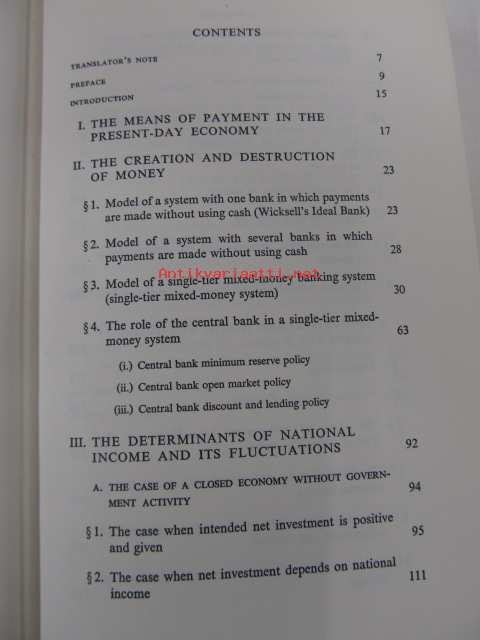 CONTENTS
TRANSLATOR'S NOTE 7
PREFACE 9
INTRODUCTION 15
I. THE MEANS OF PAYMENT IN THE
PRESENT-DAY ECONOMY 17
II. THE CREATION AND DESTRUCTION
OF MONEY 23
§ 1. Model of a system with one bank in which payments
are made without using cash (Wicksell's Ideal Bank) 23
§ 2. Model of a system with several banks in which
payments are made without using cash 28
Antikvariaatti.net
§ 3. Model of a single-tier mixed-money banking system
(single-tier mixed-money system) 30
§ 4. The role of the central bank in a single-tier mixed-
money system 63
(i.) Central bank minimum reserve policy
(ii.) Central bank open market policy
(iii.) Central bank discount and lending policy
III. THE DETERMINANTS OF NATIONAL
INCOME AND ITS FLUCTUATIONS 92
A. THE CASE OF A CLOSED ECONOMY WITHOUT GOVERN-
MENT ACTIVITY 94
§ 1. The case when intended net investment is positive
and given 95
§ 2. The case when net investment depends on national
income 111